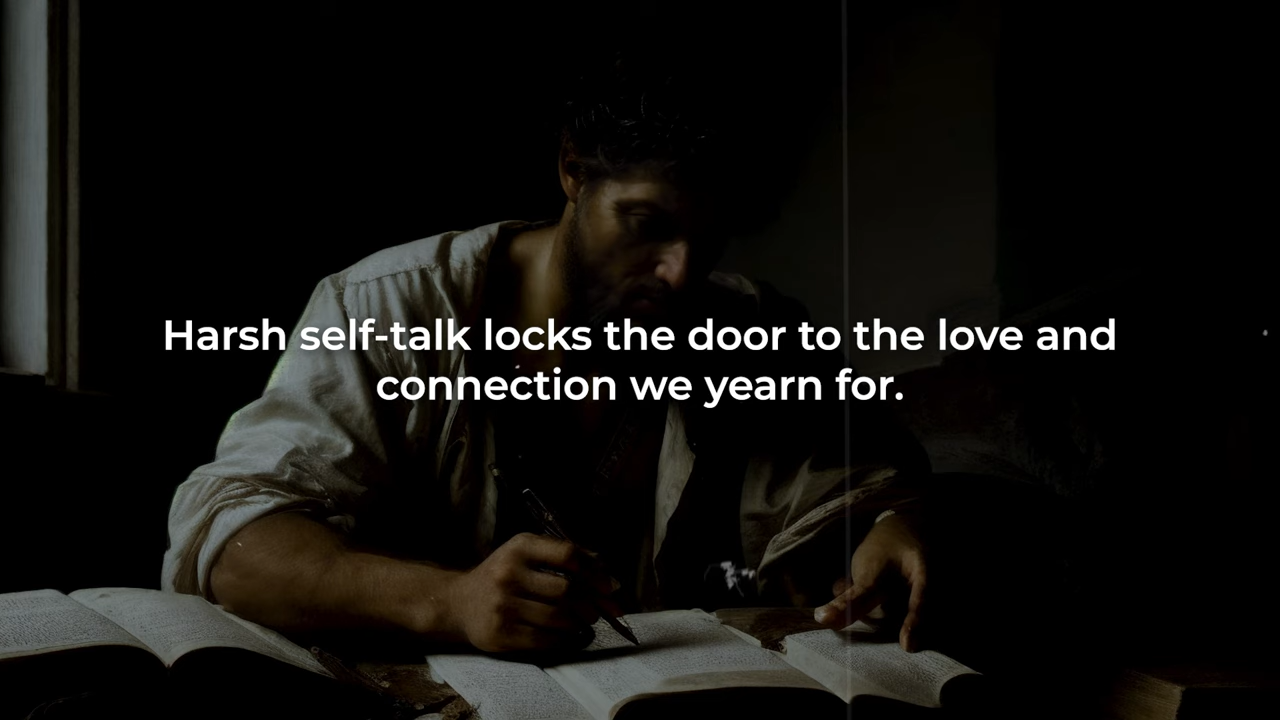 Harsh self-talk locks the door to the love and
connection we yearn for.